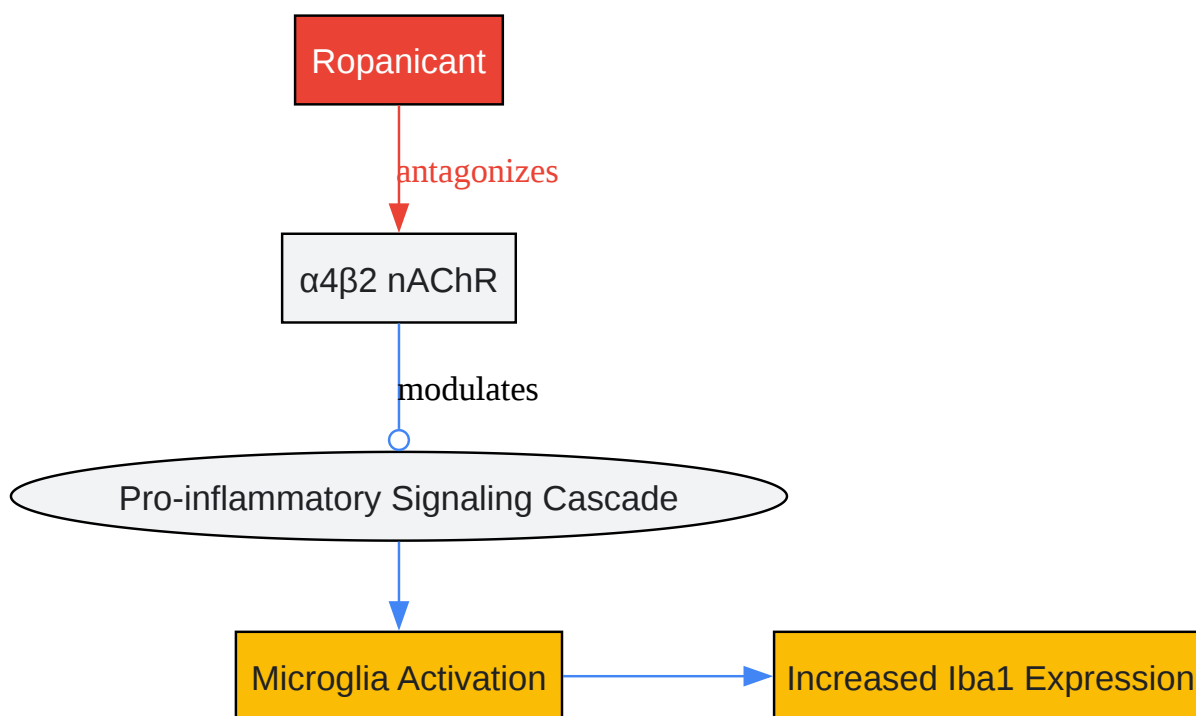 Ropanicant
antagonizes
α4β2 nAChR
modulates
Pro-inflammatory Signaling Cascade
Microglia Activation
Increased Iba1 Expression